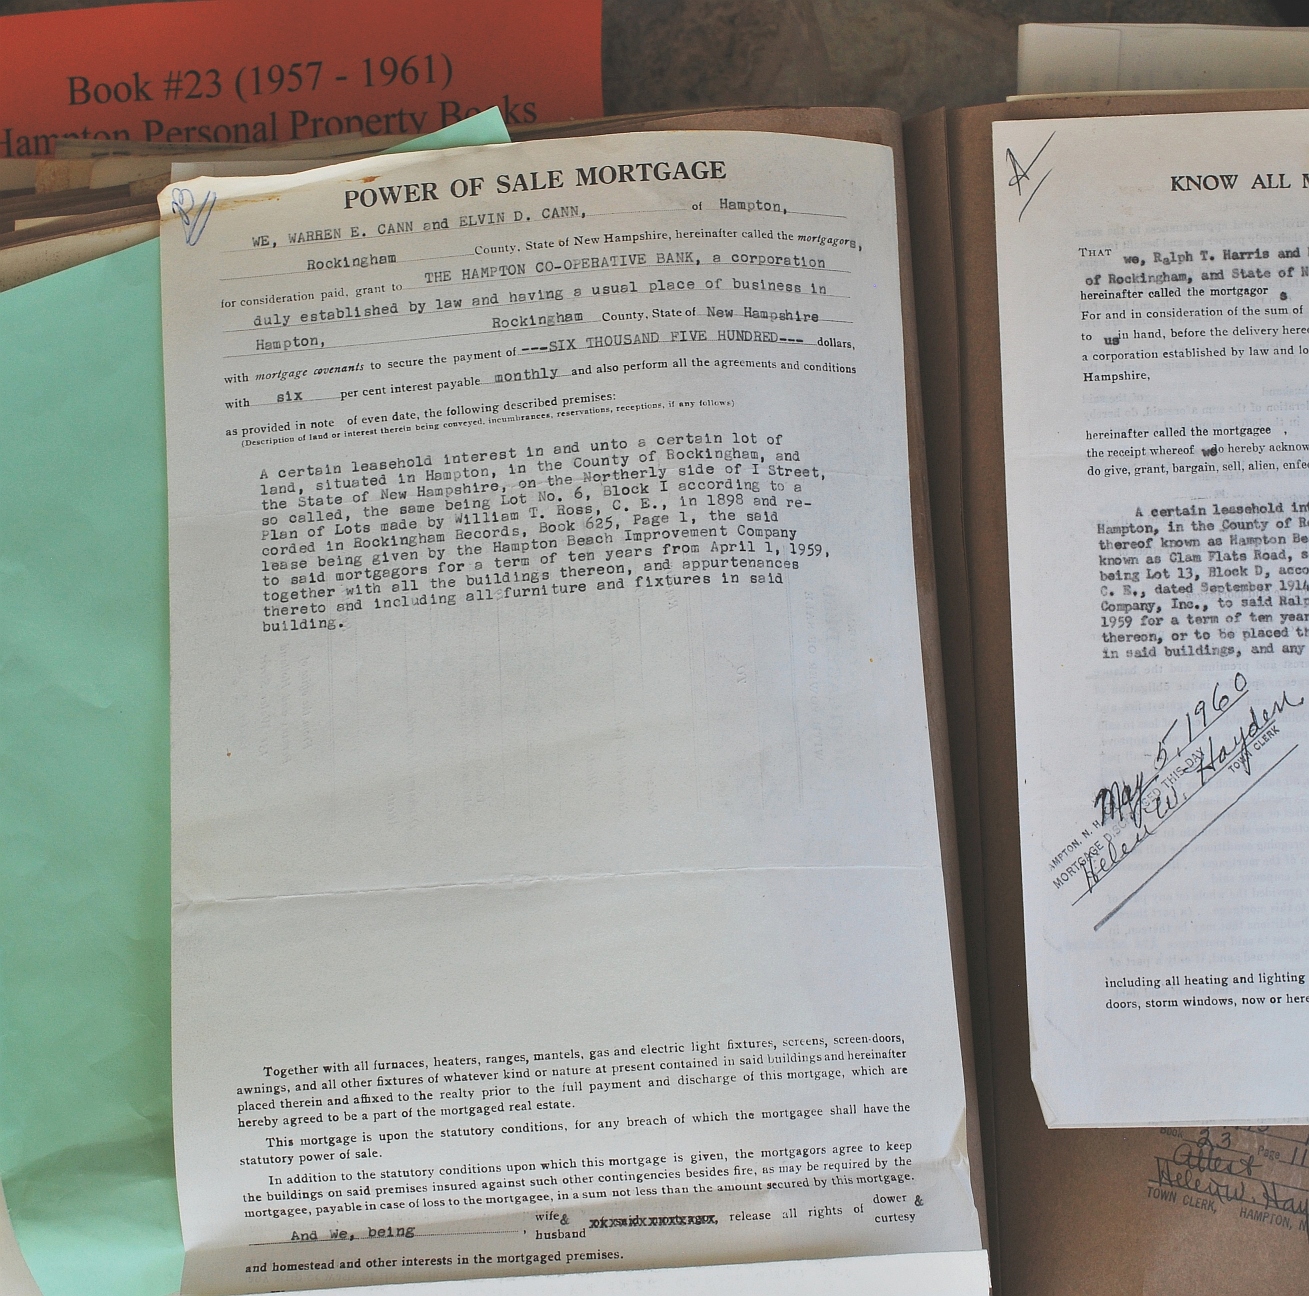 Book #23 (1957 - 1961)
Hampton Personal Property Books
B
POWER OF SALE MORTGAGE
WE, WARREN E. CANN and ELVIN D. CANN, of Hampton,
Rockingham County, State of New Hampshire, hereinafter called the mortgagors,
for consideration paid, grant to THE HAMPTON CO-OPERATIVE BANK, a corporation
duly established by law and having a usual place of business in
Hampton, Rockingham County, State of New Hampshire
with mortgage covenants to secure the payment of ---SIX THOUSAND FIVE HUNDRED--- dollars,
with six per cent interest payable monthly and also perform all the agreements and conditions
as provided in note of even date, the following described premises:
(Description of land or interest therein being conveyed, incumbrances, reservations, receptions, if any follows)
A certain leasehold interest in and unto a certain lot of
land, situated in Hampton, in the County of Rockingham, and
the State of New Hampshire, on the Northerly side of I Street,
so called, the same being Lot No. 6, Block I according to a
Plan of Lots made by William T. Ross, C. E., in 1898 and re-
corded in Rockingham Records, Book 625, Page 1, the said
lease being given by the Hampton Beach Improvement Company
to said mortgagors for a term of ten years from April 1, 1959,
together with all the buildings thereon, and appurtenances
thereto and including all furniture and fixtures in said
building.
Together with all furnaces, heaters, ranges, mantels, gas and electric light fixtures, screens, screen-doors,
awnings, and all other fixtures of whatever kind or nature at present contained in said buildings and hereinafter
placed therein and affixed to the realty prior to the full payment and discharge of this mortgage, which are
hereby agreed to be a part of the mortgaged real estate.
This mortgage is upon the statutory conditions, for any breach of which the mortgagee shall have the
statutory power of sale.
In addition to the statutory conditions upon which this mortgage is given, the mortgagors agree to keep
the buildings on said premises insured against such other contingencies besides fire, as may be required by the
mortgagee, payable in case of loss to the mortgagee, in a sum not less than the amount secured by this mortgage.
And We, being , wife & husband release all rights of dower & curtesy
and homestead and other interests in the mortgaged premises.
A
KNOW ALL
THAT we, Ralph T. Harris and
of Rockingham, and State of
hereinafter called the mortgagor s
For and in consideration of the sum of
to us in hand, before the delivery
a corporation established by law and
Hampshire,
hereinafter called the mortgagee ,
the receipt whereof we do hereby
do give, grant, bargain, sell, alien,
A certain leasehold
Hampton, in the County of
thereof known as Hampton
known as Clam Flats Road,
being Lot 13, Block D,
C. E., dated September
Company, Inc., to said
1959 for a term of ten
thereon, or to be placed
in said buildings, and any
May 5, 1960
HAMPTON, N. H.
MORTGAGE DISCHARGED THIS DAY
Helen W. Hayden
TOWN CLERK
including all heating and lighting
doors, storm windows, now or
Book 23 Page
Attest
Helen W.
TOWN CLERK, HAMPTON,